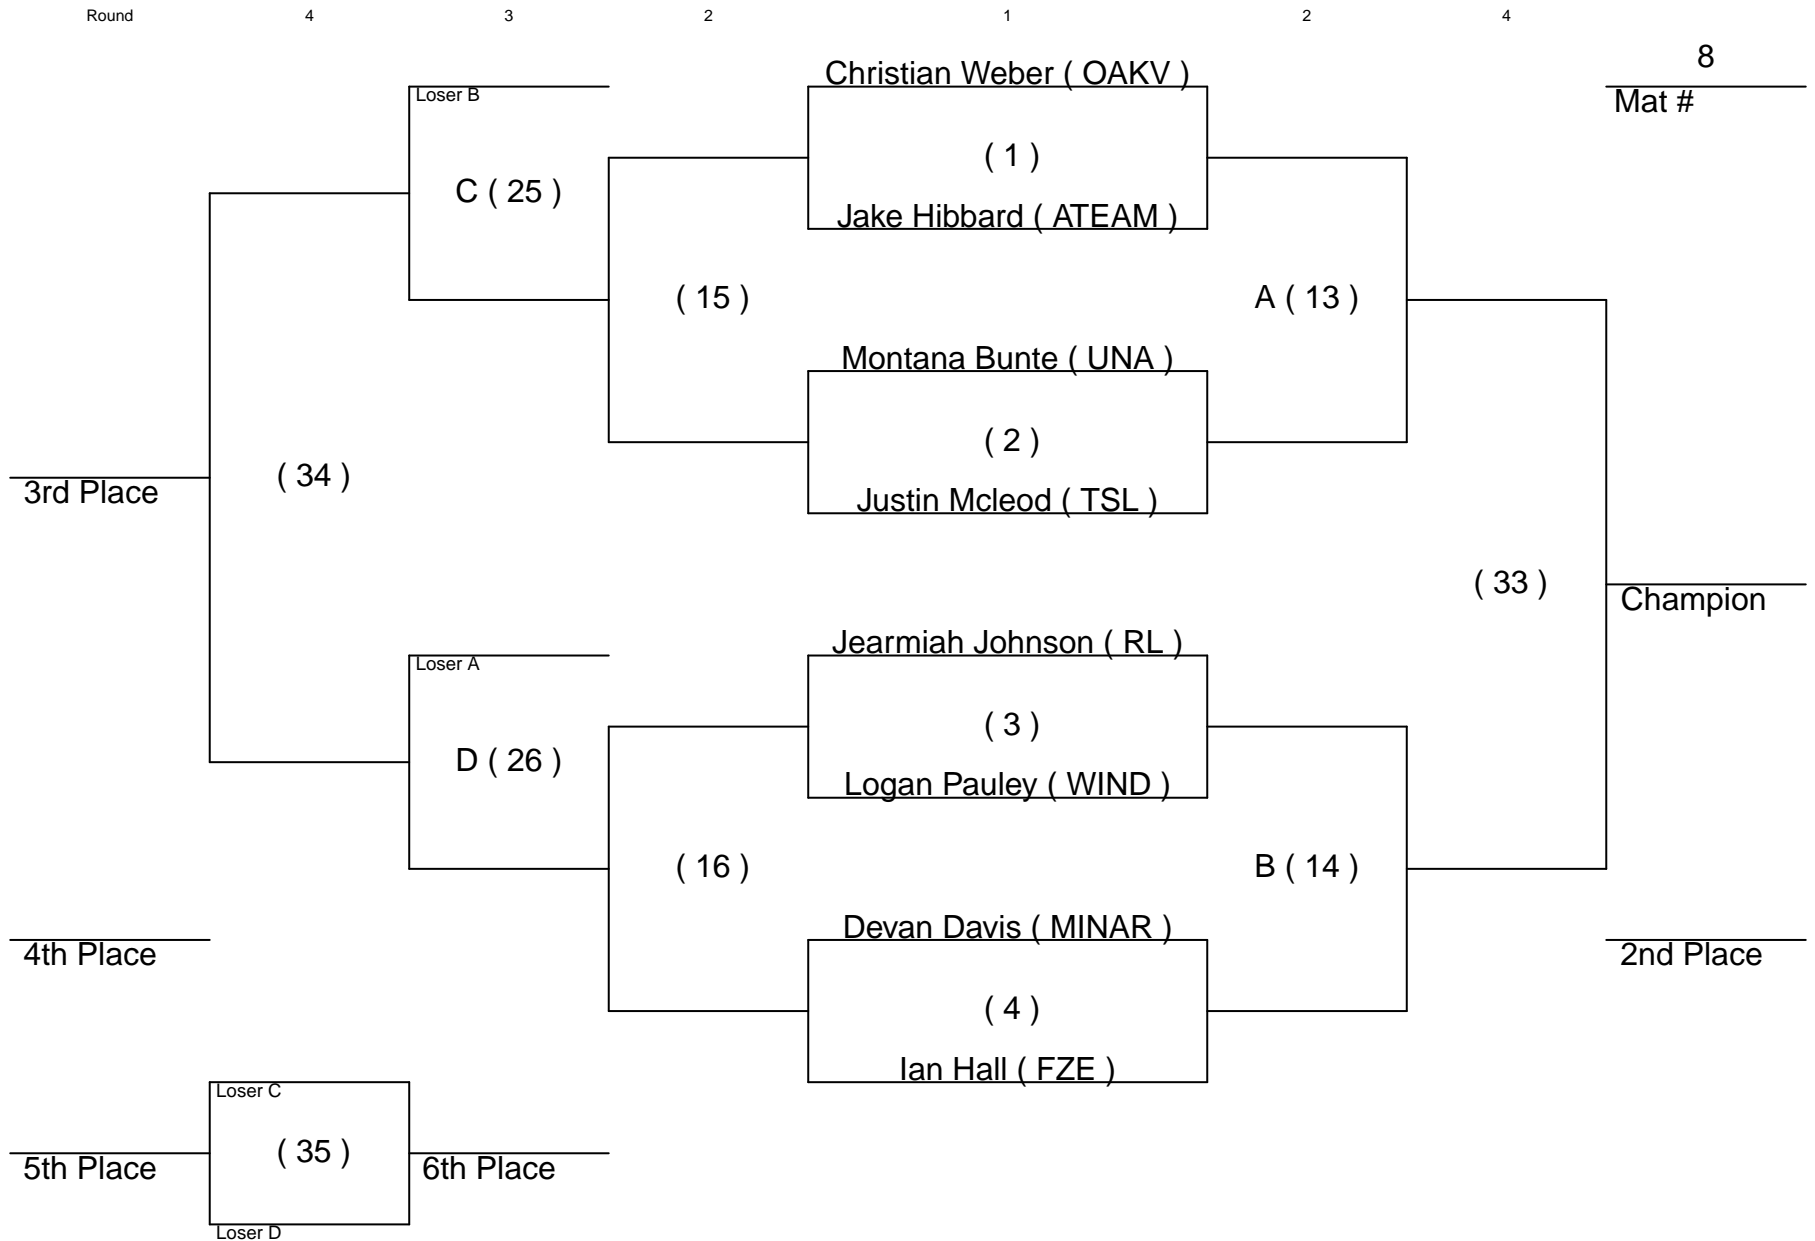 Round 4 3 2 1 2 4
8
Christian Weber ( OAKV )
Loser B
Mat #
( 1 )
C ( 25 )
Jake Hibbard ( ATEAM )
( 15 )
A ( 13 )
Montana Bunte ( UNA )
( 2 )
( 34 )
3rd Place
Justin Mcleod ( TSL )
( 33 )
Champion
Jearmiah Johnson ( RL )
Loser A
( 3 )
D ( 26 )
Logan Pauley ( WIND )
( 16 )
B ( 14 )
Devan Davis ( MINAR )
4th Place
2nd Place
( 4 )
Ian Hall ( FZE )
Loser C
( 35 )
5th Place
6th Place
Loser D